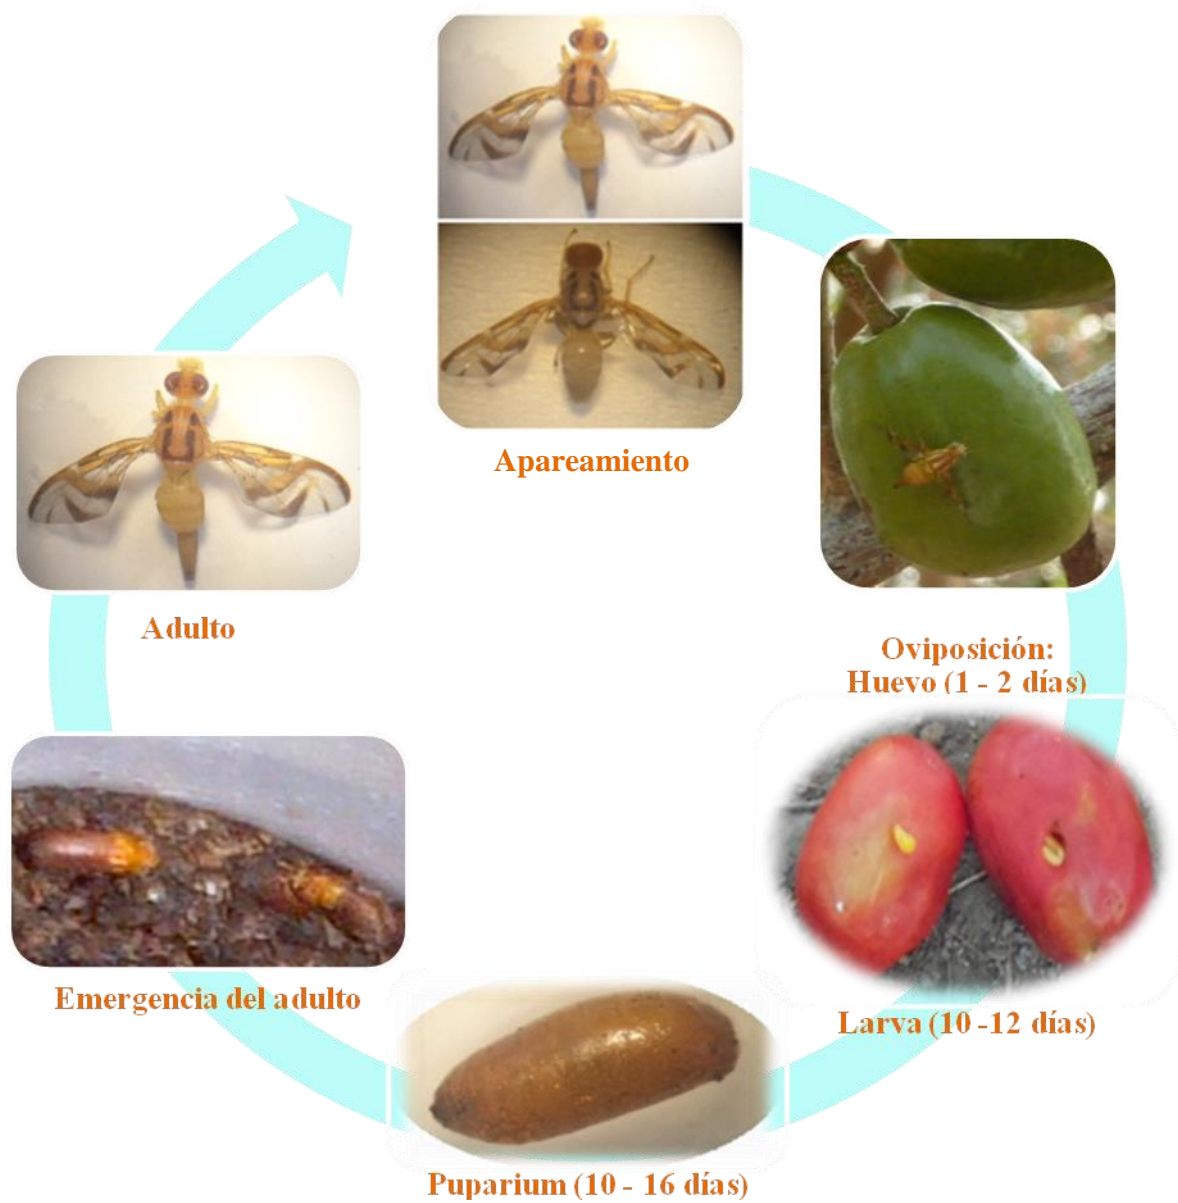 Apareamiento
Oviposición:
Huevo (1 - 2 días)
Larva (10 -12 días)
Puparium (10 - 16 días)
Emergencia del adulto
Adulto